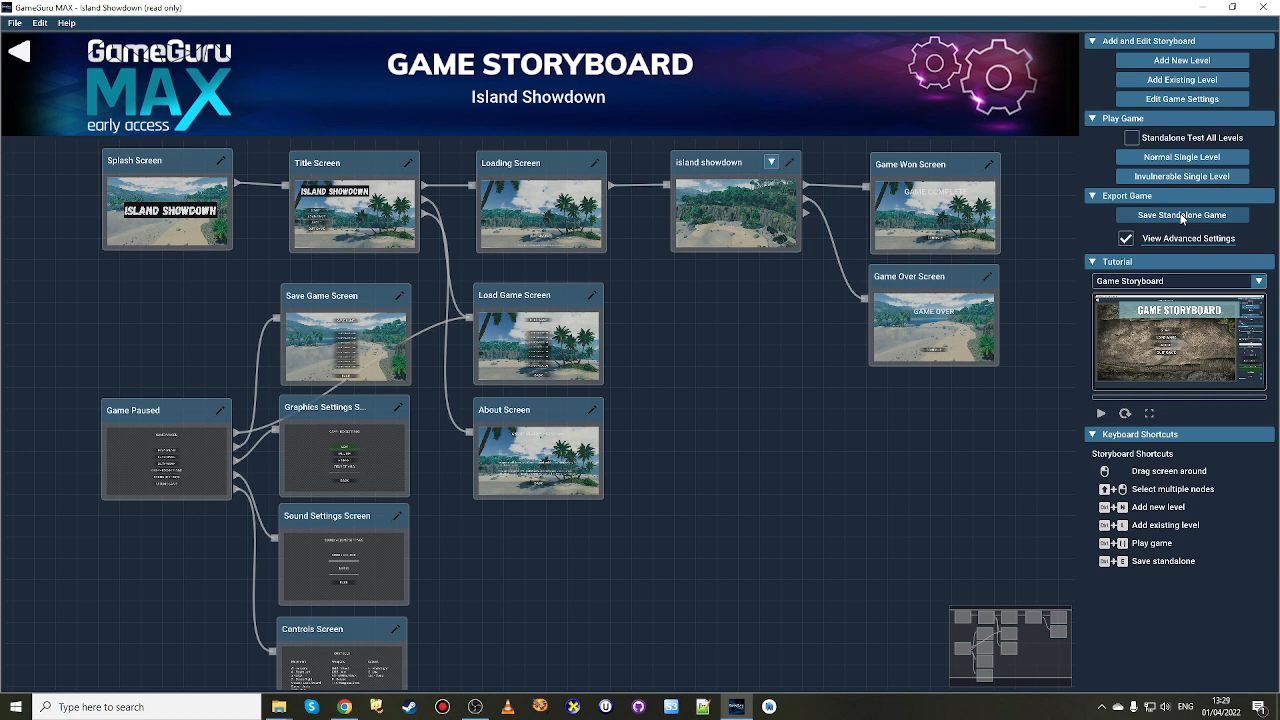 GameGuru MAX - Island Showdown (read only)
File Edit Help
GameGuru
MAX
early access
GAME STORYBOARD
Island Showdown
Splash Screen
ISLAND SHOWDOWN
Title Screen
ISLAND SHOWDOWN
Loading Screen
island showdown
Game Won Screen
GAME COMPLETE
Game Over Screen
GAME OVER
Save Game Screen
Load Game Screen
Game Paused
Graphics Settings S...
About Screen
Sound Settings Screen
Controls Screen
Add and Edit Storyboard
Add New Level
Add Existing Level
Edit Game Settings
Play Game
Standalone Test All Levels
Normal Single Level
Invulnerable Single Level
Export Game
Save Standalone Game
View Advanced Settings
Tutorial
Game Storyboard
GAME STORYBOARD
Keyboard Shortcuts
Storyboard Shortcuts
Drag screen around
Select multiple nodes
Ctrl + N Add new level
Ctrl + L Add existing level
Play game
Ctrl + E Save standalone
Type here to search
13:29
01/04/2022